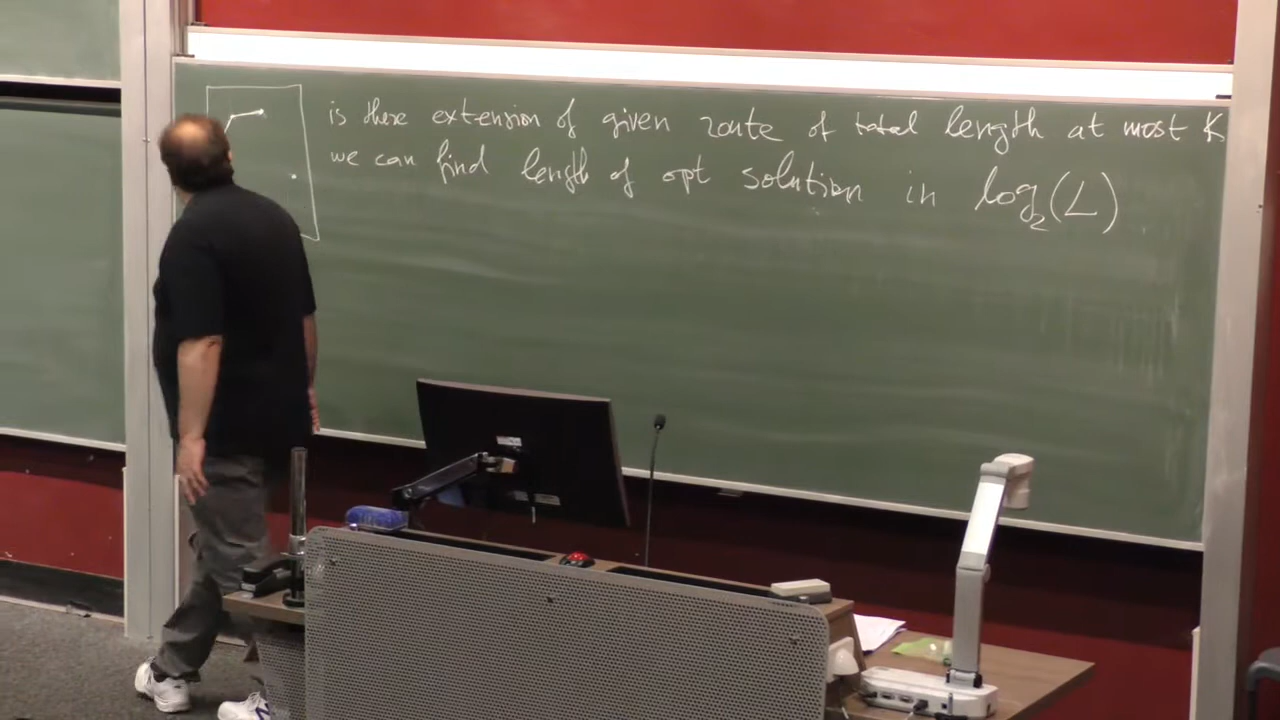 is there extension of given route of total length at most K
we can find length of opt solution in log₂(L)